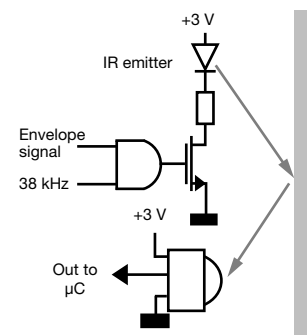 +3 V
IR emitter
Envelope
signal
38 kHz
+3 V
Out to
μC